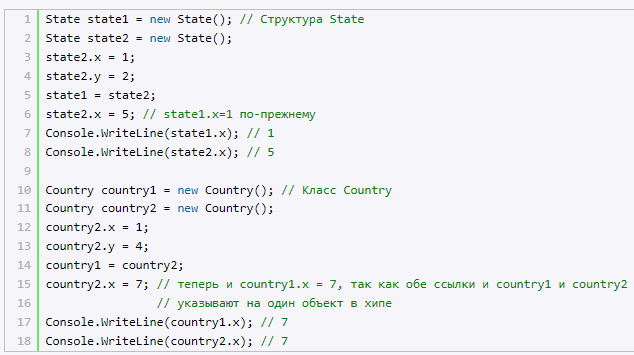 1 State state1 = new State(); // Структура State
2 State state2 = new State();
3 state2.x = 1;
4 state2.y = 2;
5 state1 = state2;
6 state2.x = 5; // state1.x=1 по-прежнему
7 Console.WriteLine(state1.x); // 1
8 Console.WriteLine(state2.x); // 5
9
10 Country country1 = new Country(); // Класс Country
11 Country country2 = new Country();
12 country2.x = 1;
13 country2.y = 4;
14 country1 = country2;
15 country2.x = 7; // теперь и country1.x = 7, так как обе ссылки и country1 и country2
16 // указывают на один объект в хипе
17 Console.WriteLine(country1.x); // 7
18 Console.WriteLine(country2.x); // 7